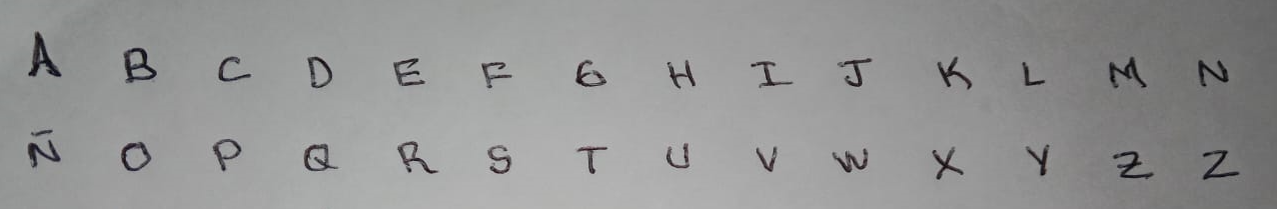 A B C D E F G H I J K L M N
Ñ O P Q R S T U V W X Y Z Z